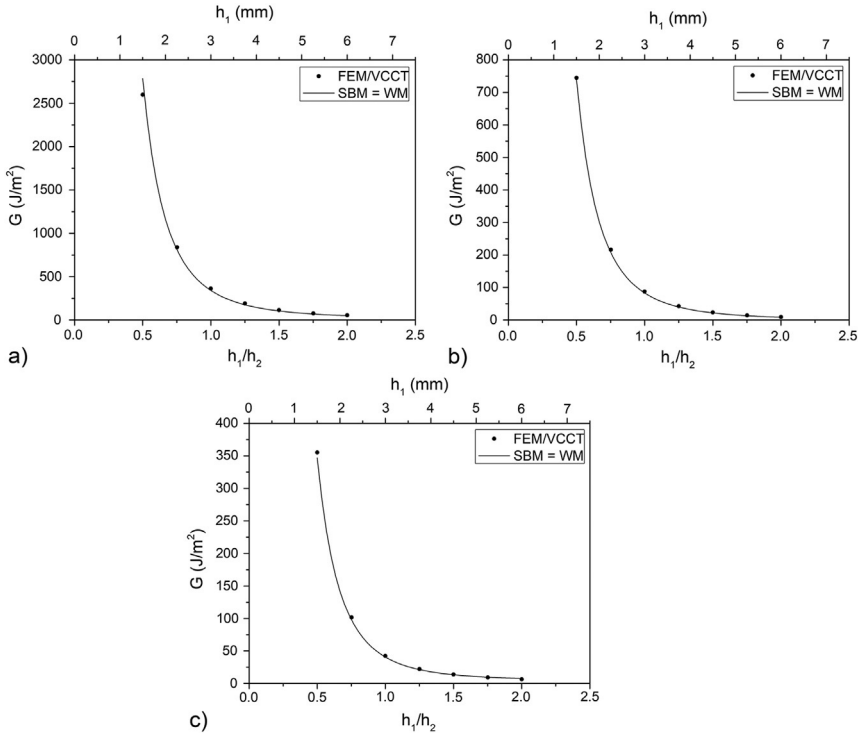 h1 (mm)
0 1 2 3 4 5 6 7
3000
2500
2000
1500
1000
500
0
G (J/m²)
FEM/VCCT
SBM = WM
0.0 0.5 1.0 1.5 2.0 2.5
h1/h2
a)
h1 (mm)
0 1 2 3 4 5 6 7
800
700
600
500
400
300
200
100
0
G (J/m²)
FEM/VCCT
SBM = WM
0.0 0.5 1.0 1.5 2.0 2.5
h1/h2
b)
h1 (mm)
0 1 2 3 4 5 6 7
400
350
300
250
200
150
100
50
0
G (J/m²)
FEM/VCCT
SBM = WM
0.0 0.5 1.0 1.5 2.0 2.5
h1/h2
c)